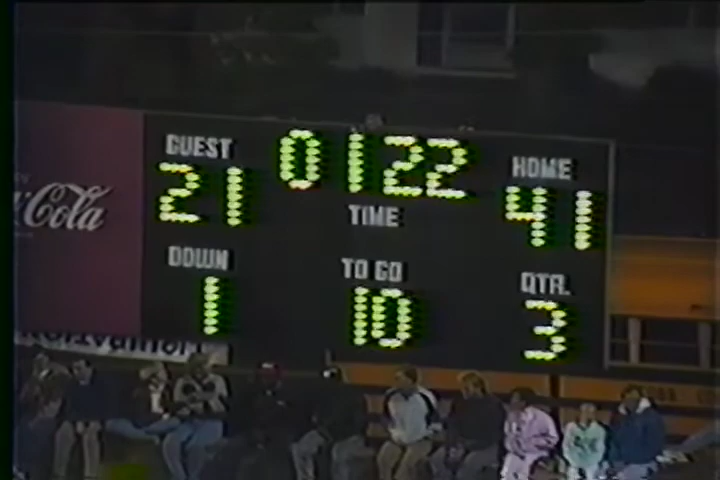 GUEST 0122 HOME
21 TIME 41
Coca-Cola
DOWN TO GO QTR.
1 10 3